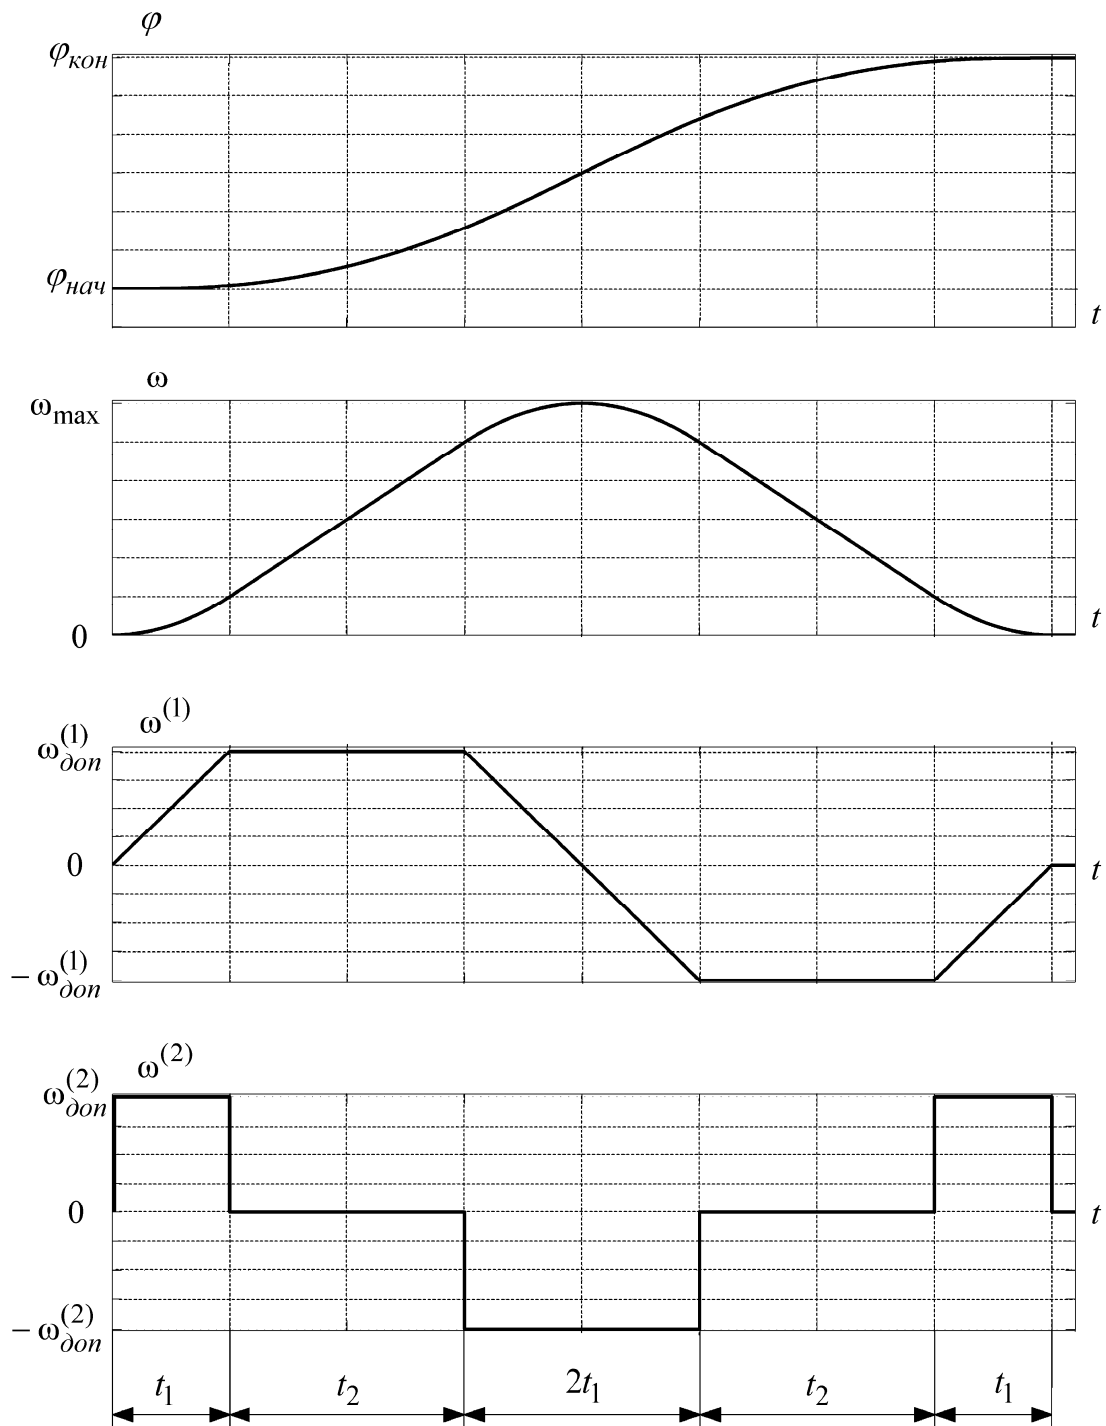 φ
φкон
φнач
t
ω
ωmax
0
t
ω(1)
ω(1)доп
0
t
− ω(1)доп
ω(2)
ω(2)доп
0
t
− ω(2)доп
t1 t2 2t1 t2 t1